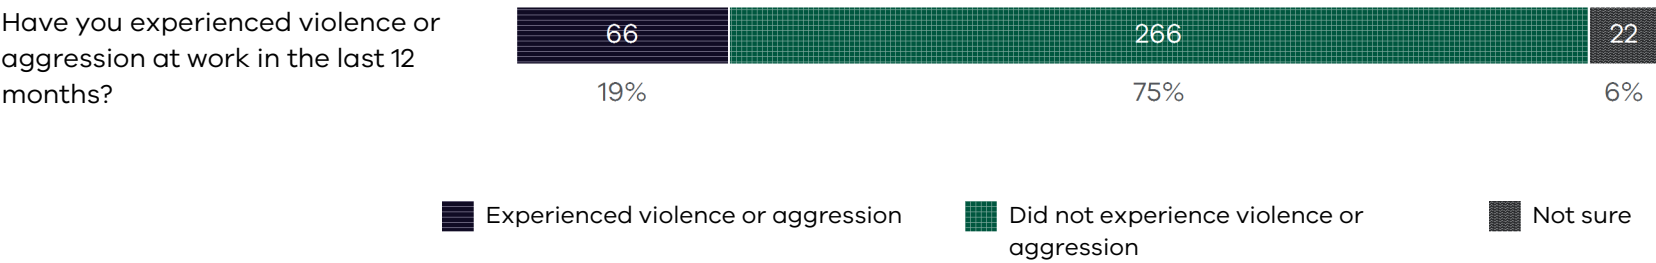 Have you experienced violence or
aggression at work in the last 12
months?
66
266
22
19%
75%
6%
Experienced violence or aggression
Did not experience violence or
aggression
Not sure